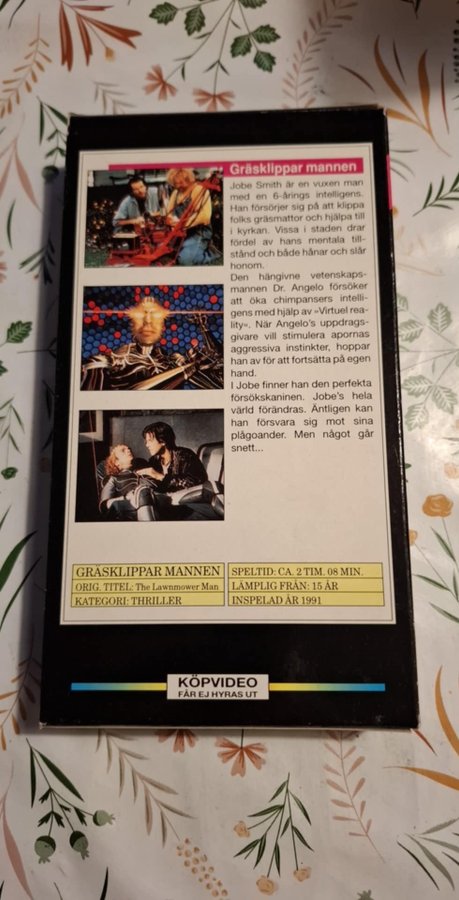 Gräsklippar mannen
Jobe Smith är en vuxen man
med en 6-årings intelligens.
Han försörjer sig på att klippa
folks gräsmattor och hjälpa till
i kyrkan. Vissa i staden drar
fördel av hans mentala till-
stånd och både hånar och slår
honom.
Den hängivne vetenskaps-
mannen Dr. Angelo försöker
att öka chimpansers intelli-
gens med hjälp av »Virtuel rea-
lity«. När Angelo's uppdrags-
givare vill stimulera apornas
aggressiva instinkter, hoppar
han av för att fortsätta på egen
hand.
I Jobe finner han den perfekta
försökskaninen. Jobe's hela
värld förändras. Äntligen kan
han försvara sig mot sina
plågoander. Men något går
snett...
GRÄSKLIPPAR MANNEN
ORIG. TITEL: The Lawnmower Man
KATEGORI: THRILLER
SPELTID: CA. 2 TIM. 08 MIN.
LÄMPLIG FRÅN: 15 ÅR
INSPELAD ÅR 1991
KÖPVIDEO
FÅR EJ HYRAS UT